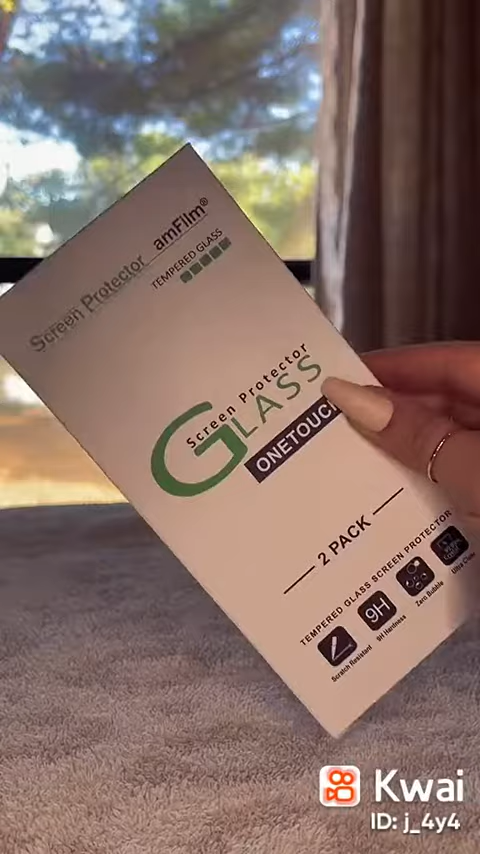 Screen Protector
amFilm®
TEMPERED GLASS
Screen Protector
GLASS
ONETOUC
2 PACK
TEMPERED GLASS SCREEN PROTECTOR
9H
Scratch Resistant
9H Hardness
Zero Bubble
Ultra Clear
Kwai
ID: j_4y4